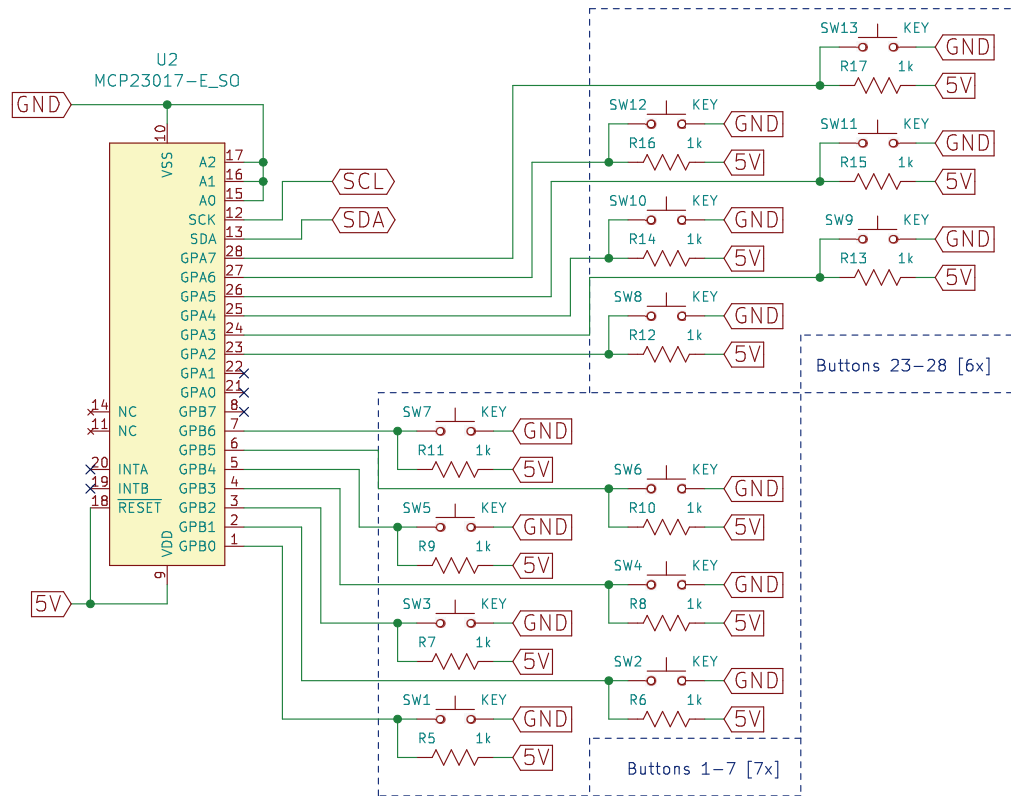 U2
MCP23017-E_SO
GND
10
VSS
A2 17
A1 16
A0 15
SCK 12
SDA 13
GPA7 28
GPA6 27
GPA5 26
GPA4 25
GPA3 24
GPA2 23
GPA1 22
GPA0 21
GPB7 8
GPB6 7
GPB5 6
GPB4 5
GPB3 4
GPB2 3
GPB1 2
GPB0 1
14 NC
11 NC
20 INTA
19 INTB
18 RESET
VDD
9
5V
SCL
SDA
SW13 KEY
GND
R17 1k
5V
SW12 KEY
GND
R16 1k
5V
SW11 KEY
GND
R15 1k
5V
SW10 KEY
GND
R14 1k
5V
SW9 KEY
GND
R13 1k
5V
SW8 KEY
GND
R12 1k
5V
Buttons 23-28 [6x]
SW7 KEY
GND
R11 1k
5V
SW6 KEY
GND
R10 1k
5V
SW5 KEY
GND
R9 1k
5V
SW4 KEY
GND
R8 1k
5V
SW3 KEY
GND
R7 1k
5V
SW2 KEY
GND
R6 1k
5V
SW1 KEY
GND
R5 1k
5V
Buttons 1-7 [7x]